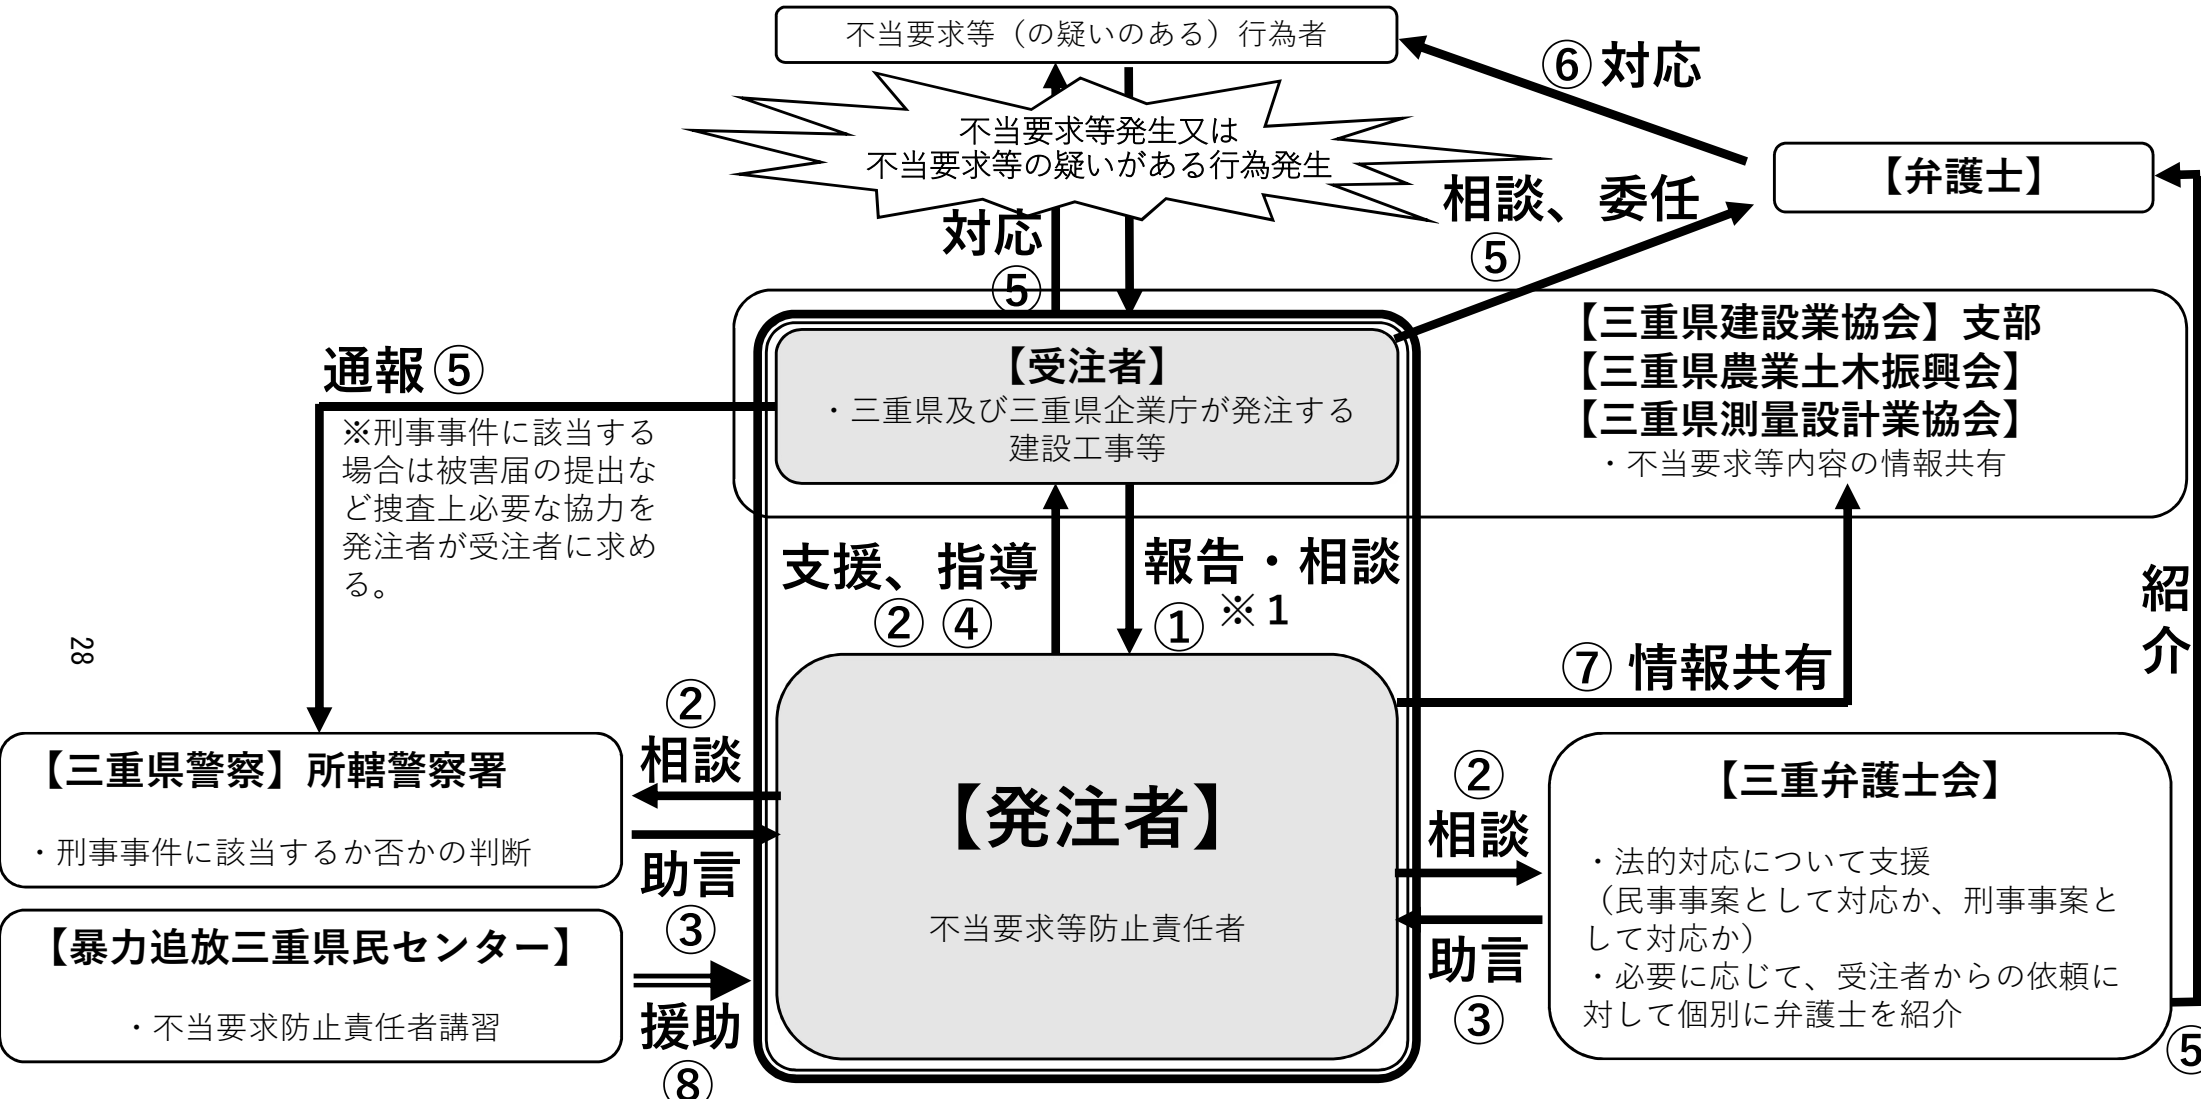 不当要求等（の疑いのある）行為者
⑥ 対応
不当要求等発生又は
不当要求等の疑いがある行為発生
【弁護士】
相談、委任
⑤
対応
⑤
【三重県建設業協会】支部
【三重県農業土木振興会】
【三重県測量設計業協会】
・不当要求等内容の情報共有
通報⑤
※刑事事件に該当する
場合は被害届の提出な
ど捜査上必要な協力を
発注者が受注者に求め
る。
【受注者】
・三重県及び三重県企業庁が発注する
建設工事等
支援、指導
② ④
報告・相談
① ※１
紹
介
28
⑦ 情報共有
②
相談
【三重県警察】所轄警察署
・刑事事件に該当するか否かの判断
助言
③
【暴力追放三重県民センター】
・不当要求防止責任者講習
援助
⑧
【発注者】
不当要求等防止責任者
②
相談
助言
③
【三重弁護士会】
・法的対応について支援
（民事事案として対応か、刑事事案と
して対応か）
・必要に応じて、受注者からの依頼に
対して個別に弁護士を紹介
⑤